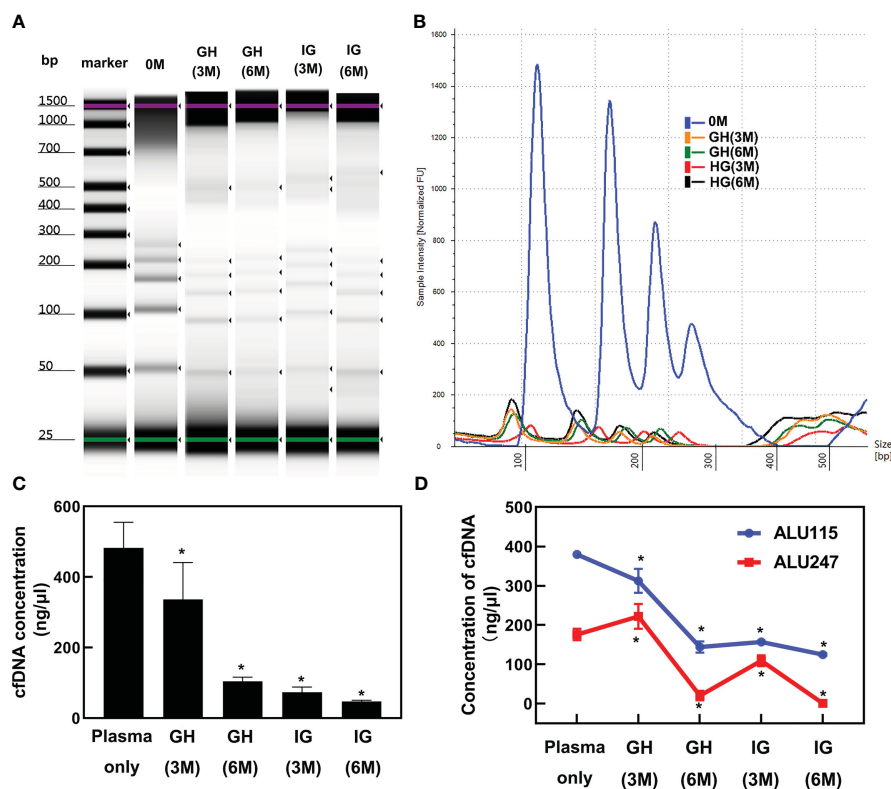 A
bp
marker
0M
GH
(3M)
GH
(6M)
IG
(3M)
IG
(6M)
1500
1000
700
500
400
300
200
100
50
25
B
Sample Intensity [Normalized FU]
1600
1400
1200
1000
800
600
400
200
0
0M
GH(3M)
GH(6M)
HG(3M)
HG(6M)
100
200
300
400
500
Size
[bp]
C
cfDNA concentration
(ng/μl)
600
400
200
0
Plasma
only
GH
(3M)
GH
(6M)
IG
(3M)
IG
(6M)
* * * *
D
Concentration of cfDNA
(ng/μl)
500
400
300
200
100
0
ALU115
ALU247
* * * *
* * * *
Plasma
only
GH
(3M)
GH
(6M)
IG
(3M)
IG
(6M)